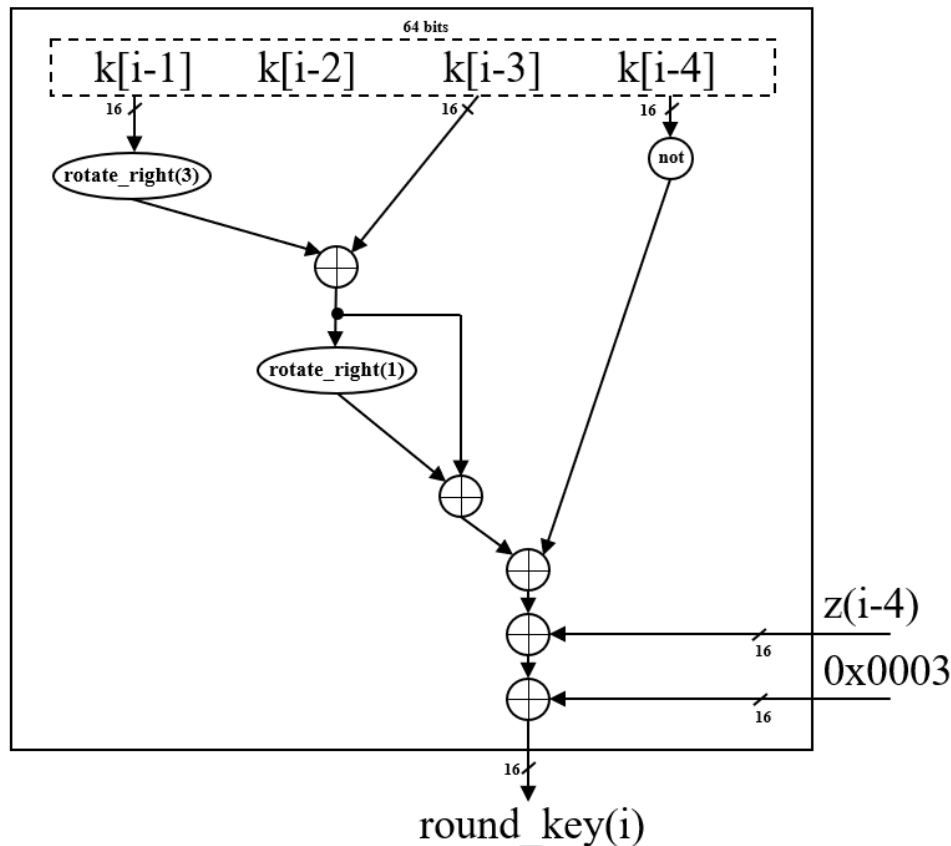 64 bits
k[i-1] k[i-2] k[i-3] k[i-4]
16 16 16
rotate_right(3) not
rotate_right(1)
z(i-4)
16
0x0003
16
16
round_key(i)